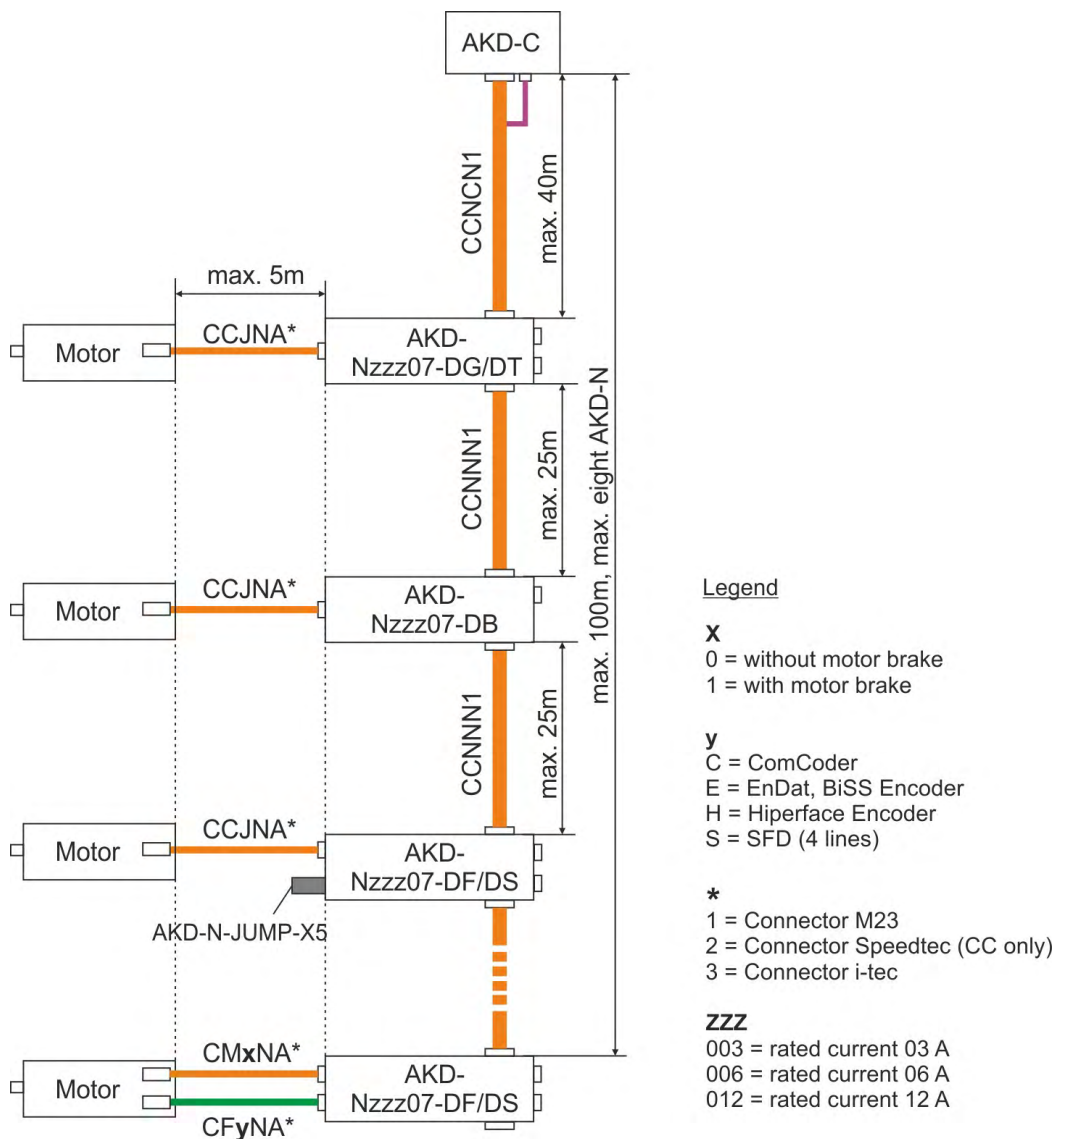 AKD-C
CCNCN1
max. 40m
max. 5m
CCJNA*
Motor
AKD-
Nzzz07-DG/DT
CCNNN1
max. 25m
max. 100m, max. eight AKD-N
CCJNA*
Motor
AKD-
Nzzz07-DB
CCNNN1
max. 25m
CCJNA*
Motor
AKD-
Nzzz07-DF/DS
AKD-N-JUMP-X5
CMxNA*
Motor
AKD-
Nzzz07-DF/DS
CFyNA*
Legend
X
0 = without motor brake
1 = with motor brake
y
C = ComCoder
E = EnDat, BiSS Encoder
H = Hiperface Encoder
S = SFD (4 lines)
*
1 = Connector M23
2 = Connector Speedtec (CC only)
3 = Connector i-tec
ZZZ
003 = rated current 03 A
006 = rated current 06 A
012 = rated current 12 A